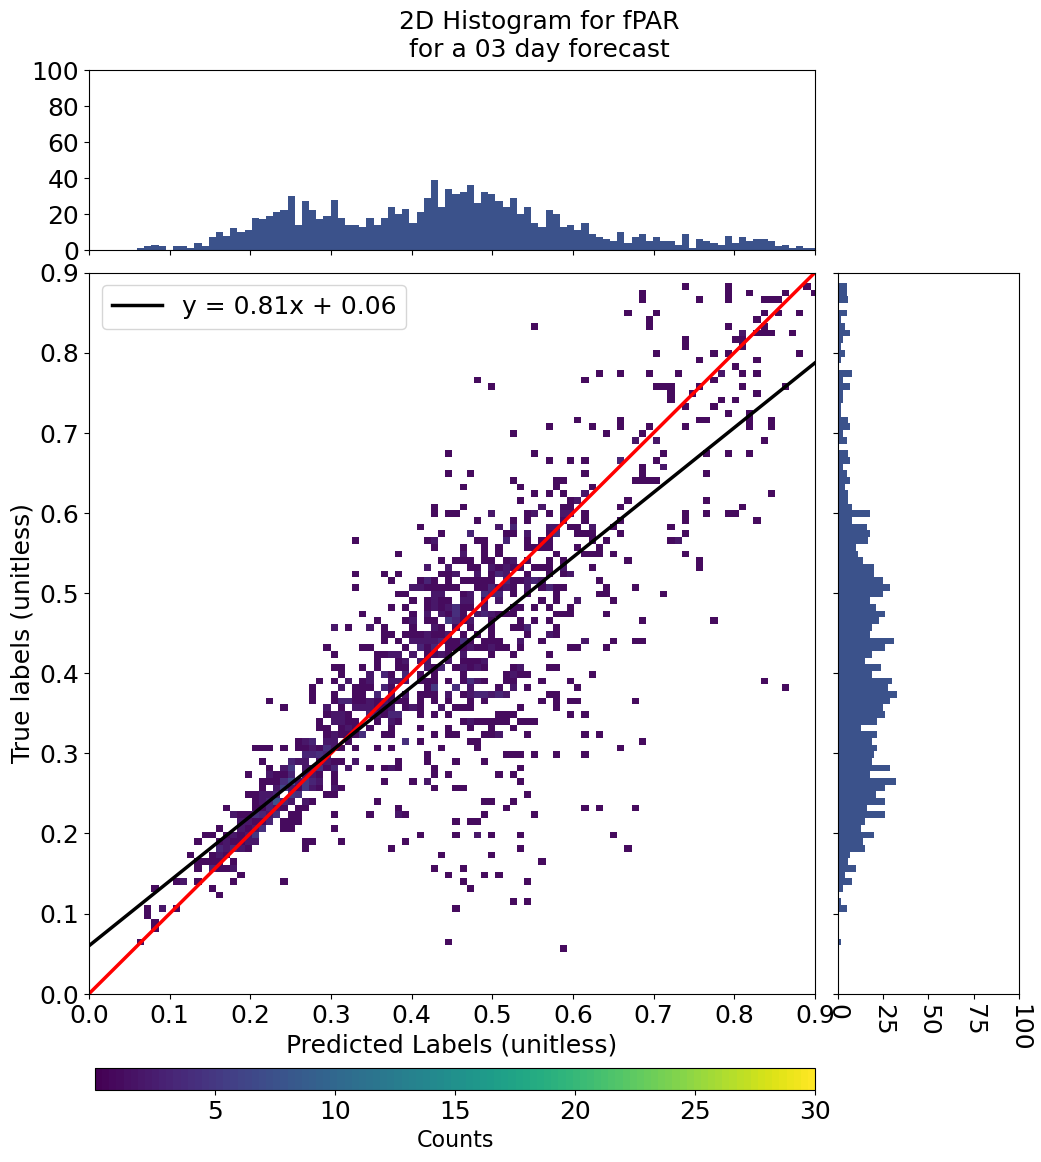 2D Histogram for fPAR
for a 03 day forecast
100
80
60
40
20
0
0.9
0.8
0.7
0.6
0.5
0.4
0.3
0.2
0.1
0.0
True labels (unitless)
y = 0.81x + 0.06
0.0 0.1 0.2 0.3 0.4 0.5 0.6 0.7 0.8 0.9
Predicted Labels (unitless)
0 25 50 75 100
5 10 15 20 25 30
Counts